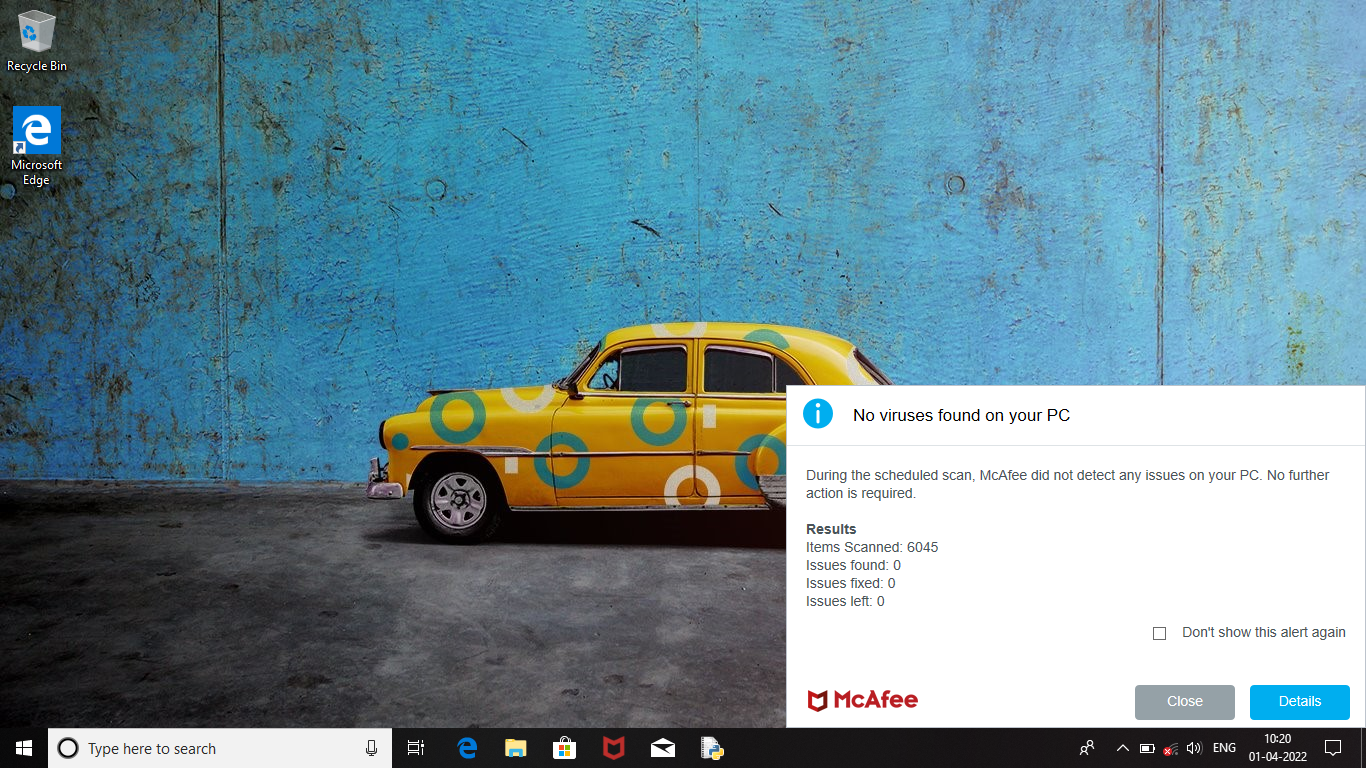 Recycle Bin
Microsoft
Edge
No viruses found on your PC
During the scheduled scan, McAfee did not detect any issues on your PC. No further
action is required.
Results
Items Scanned: 6045
Issues found: 0
Issues fixed: 0
Issues left: 0
Don't show this alert again
McAfee
Close
Details
Type here to search
ENG
10:20
01-04-2022